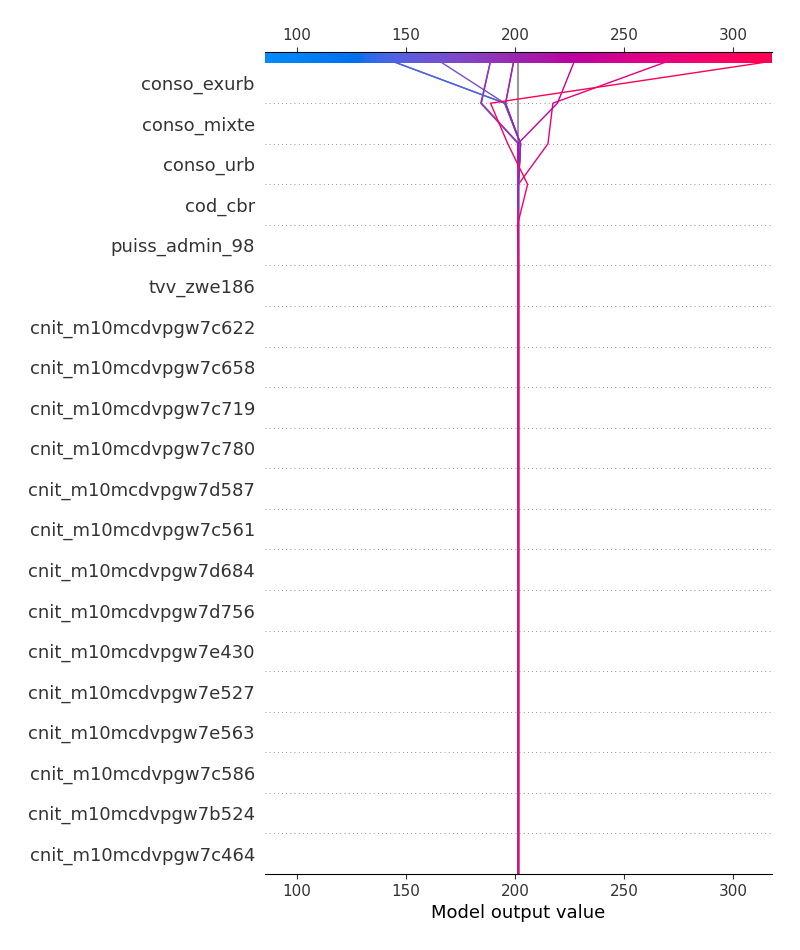 100 150 200 250 300
conso_exurb
conso_mixte
conso_urb
cod_cbr
puiss_admin_98
tvv_zwe186
cnit_m10mcdvpgw7c622
cnit_m10mcdvpgw7c658
cnit_m10mcdvpgw7c719
cnit_m10mcdvpgw7c780
cnit_m10mcdvpgw7d587
cnit_m10mcdvpgw7c561
cnit_m10mcdvpgw7d684
cnit_m10mcdvpgw7d756
cnit_m10mcdvpgw7e430
cnit_m10mcdvpgw7e527
cnit_m10mcdvpgw7e563
cnit_m10mcdvpgw7c586
cnit_m10mcdvpgw7b524
cnit_m10mcdvpgw7c464
100 150 200 250 300
Model output value